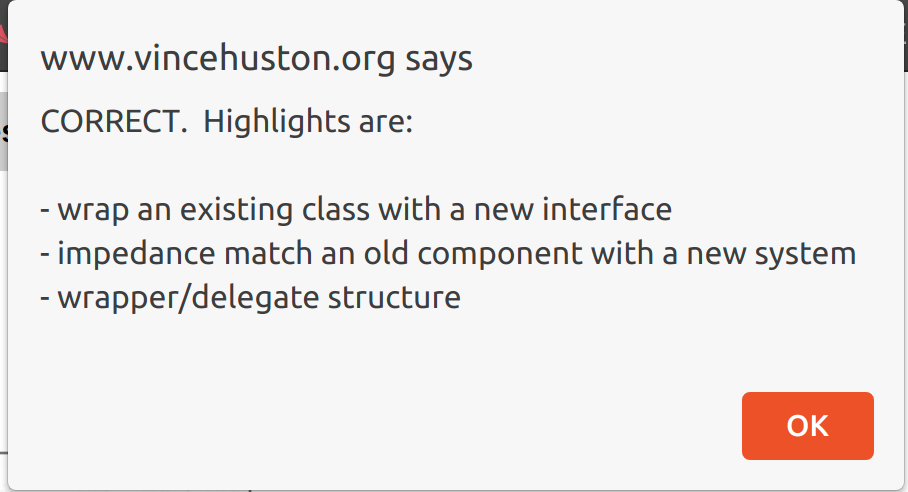 www.vincehuston.org says
CORRECT.  Highlights are:
- wrap an existing class with a new interface
- impedance match an old component with a new system
- wrapper/delegate structure
OK